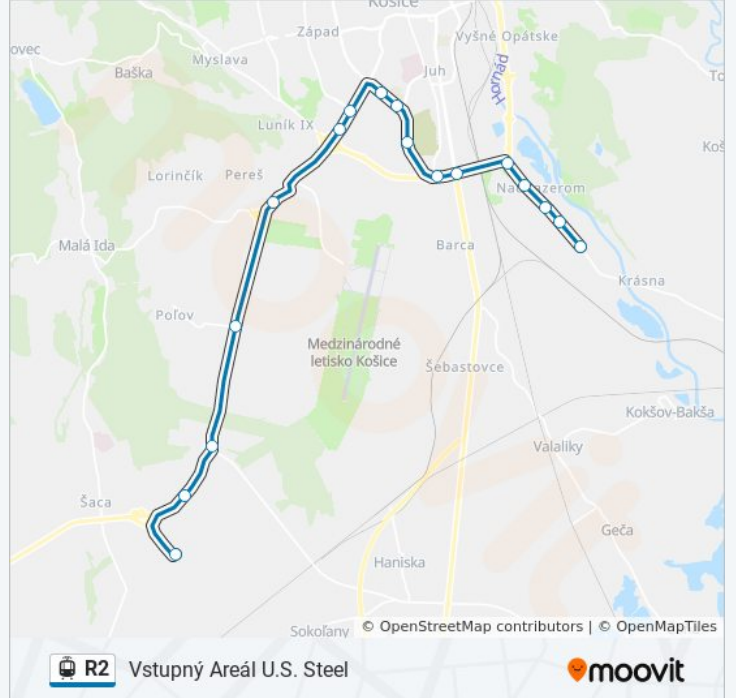 Košice
Západ
Vyšné Opátske
ovec
Myslava
Baška
Juh
To
Hornád
Luník IX
Koš
Lorinčík
Pereš
Nad jazerom
Malá Ida
Barca
Krásna
Poľov
Medzinárodné
letisko Košice
Šebastovce
Kokšov-Bakša
Valaliky
Šaca
Geča
Haniska
Sokoľany
© OpenStreetMap contributors | © OpenMapTiles
R2 Vstupný Areál U.S. Steel
moovit